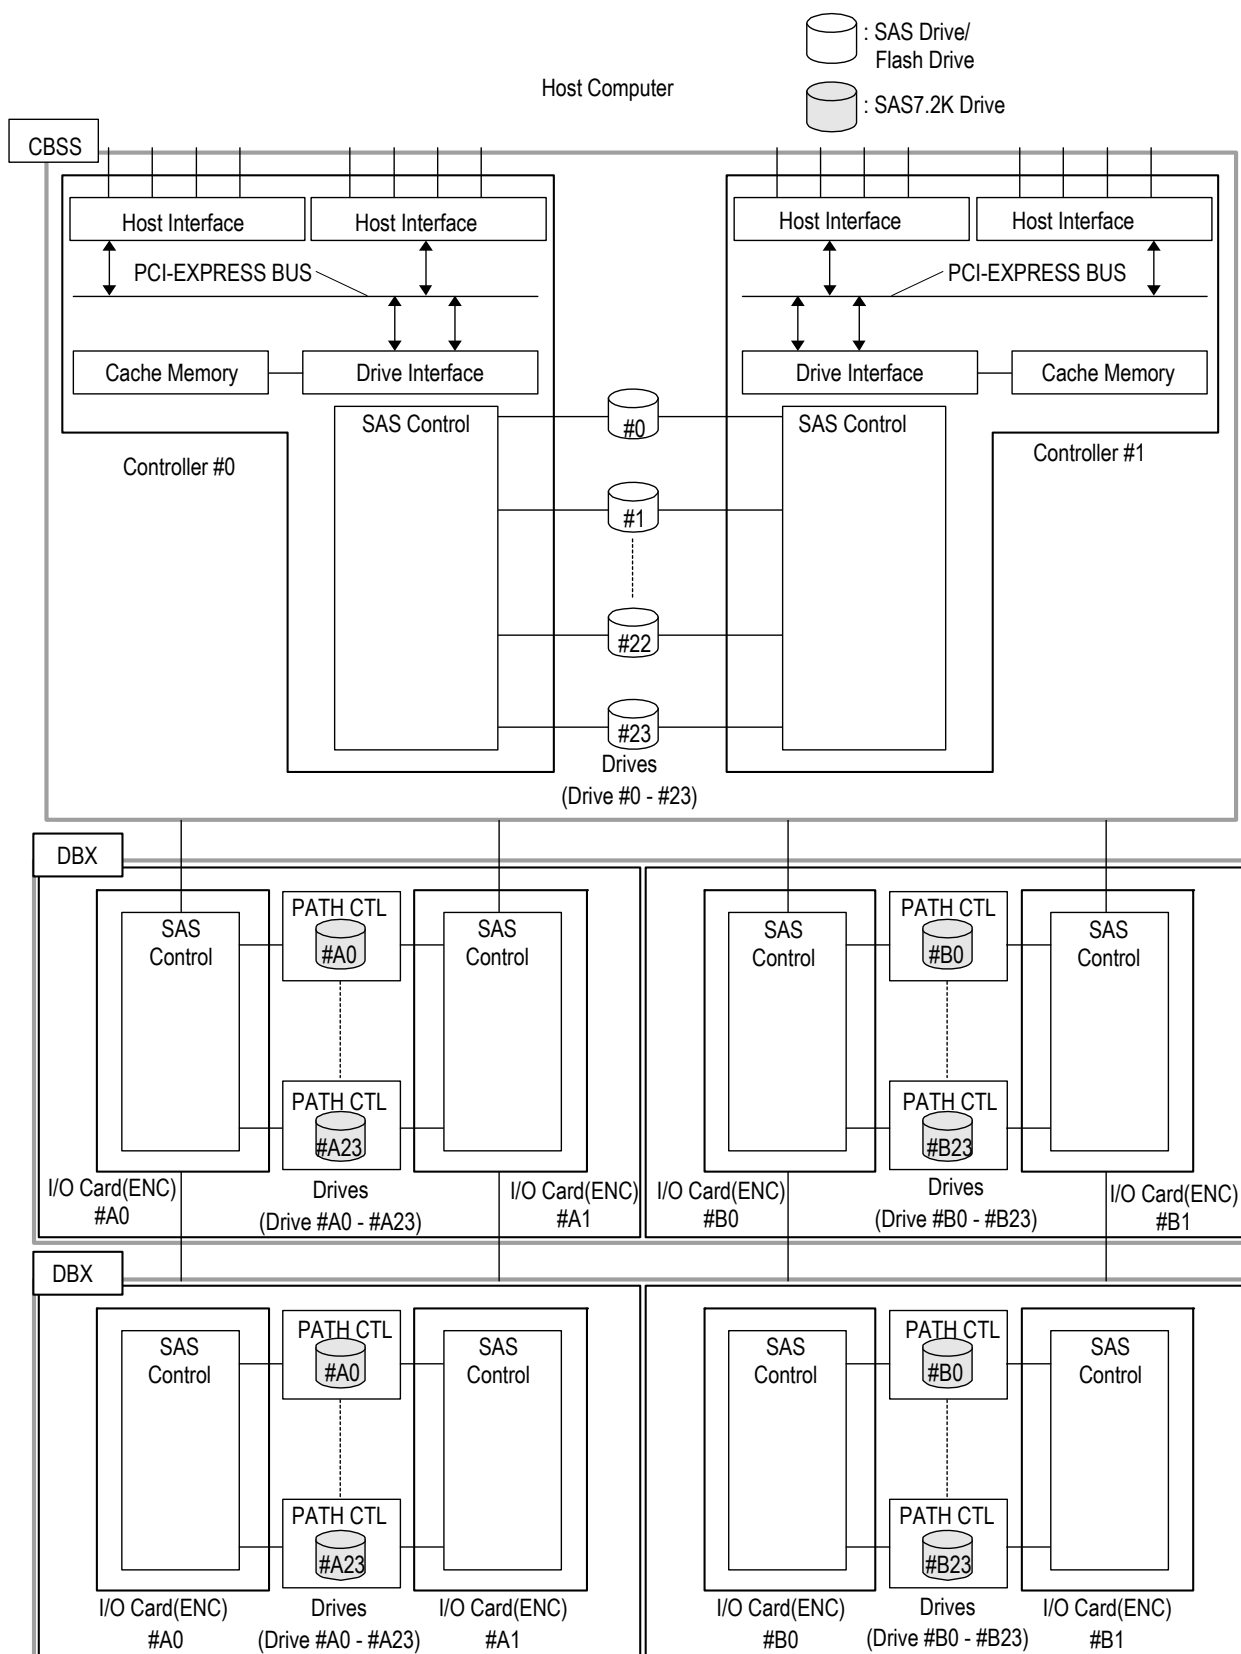 : SAS Drive/
Flash Drive
Host Computer
: SAS7.2K Drive
CBSS
Host Interface
Host Interface
Host Interface
Host Interface
PCI-EXPRESS BUS
PCI-EXPRESS BUS
Cache Memory
Drive Interface
Drive Interface
Cache Memory
SAS Control
#0
SAS Control
Controller #0
Controller #1
#1
#22
#23
Drives
(Drive #0 - #23)
DBX
SAS
Control
PATH CTL
#A0
SAS
Control
SAS
Control
PATH CTL
#B0
SAS
Control
PATH CTL
#A23
PATH CTL
#B23
I/O Card(ENC)
#A0
Drives
(Drive #A0 - #A23)
I/O Card(ENC)
#A1
I/O Card(ENC)
#B0
Drives
(Drive #B0 - #B23)
I/O Card(ENC)
#B1
DBX
SAS
Control
PATH CTL
#A0
SAS
Control
SAS
Control
PATH CTL
#B0
SAS
Control
PATH CTL
#A23
PATH CTL
#B23
I/O Card(ENC)
#A0
Drives
(Drive #A0 - #A23)
I/O Card(ENC)
#A1
I/O Card(ENC)
#B0
Drives
(Drive #B0 - #B23)
I/O Card(ENC)
#B1